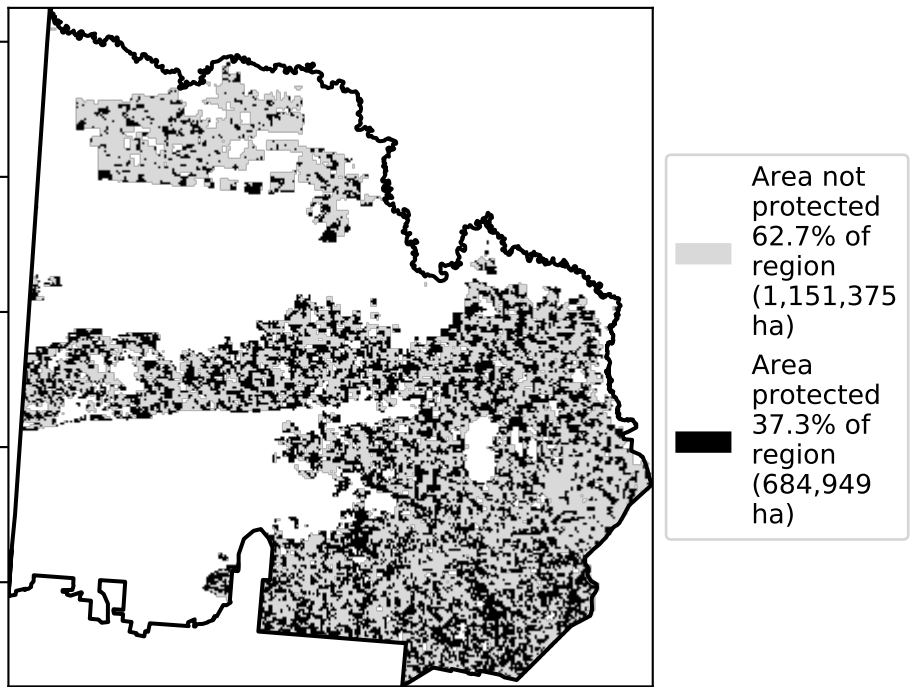 Area not
protected
62.7% of
region
(1,151,375
ha)
Area
protected
37.3% of
region
(684,949
ha)